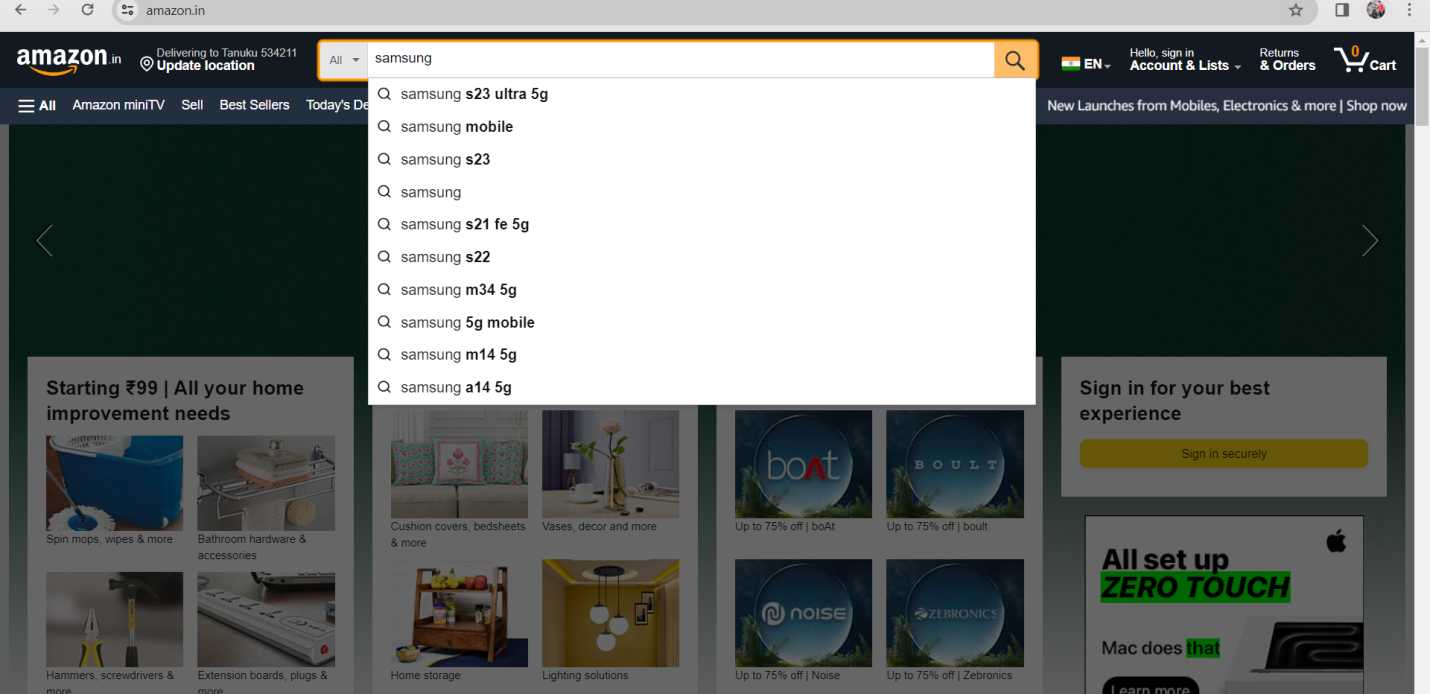 amazon.in
amazon.in
Delivering to Tanuku 534211
Update location
All
samsung
EN
Hello, sign in
Account & Lists
Returns
& Orders
0
Cart
All
Amazon miniTV
Sell
Best Sellers
Today's De
New Launches from Mobiles, Electronics & more | Shop now
samsung s23 ultra 5g
samsung mobile
samsung s23
samsung
samsung s21 fe 5g
samsung s22
samsung m34 5g
samsung 5g mobile
samsung m14 5g
samsung a14 5g
Starting ₹99 | All your home
improvement needs
Spin mops, wipes & more
Bathroom hardware &
accessories
Hammers, screwdrivers &
more
Extension boards, plugs &
more
Cushion covers, bedsheets
& more
Vases, decor and more
Home storage
Lighting solutions
boAt
Up to 75% off | boAt
BOULT
Up to 75% off | boult
NOISE
Up to 75% off | Noise
ZEBRONICS
Up to 75% off | Zebronics
Sign in for your best
experience
Sign in securely
All set up
ZERO TOUCH
Mac does that
Learn more